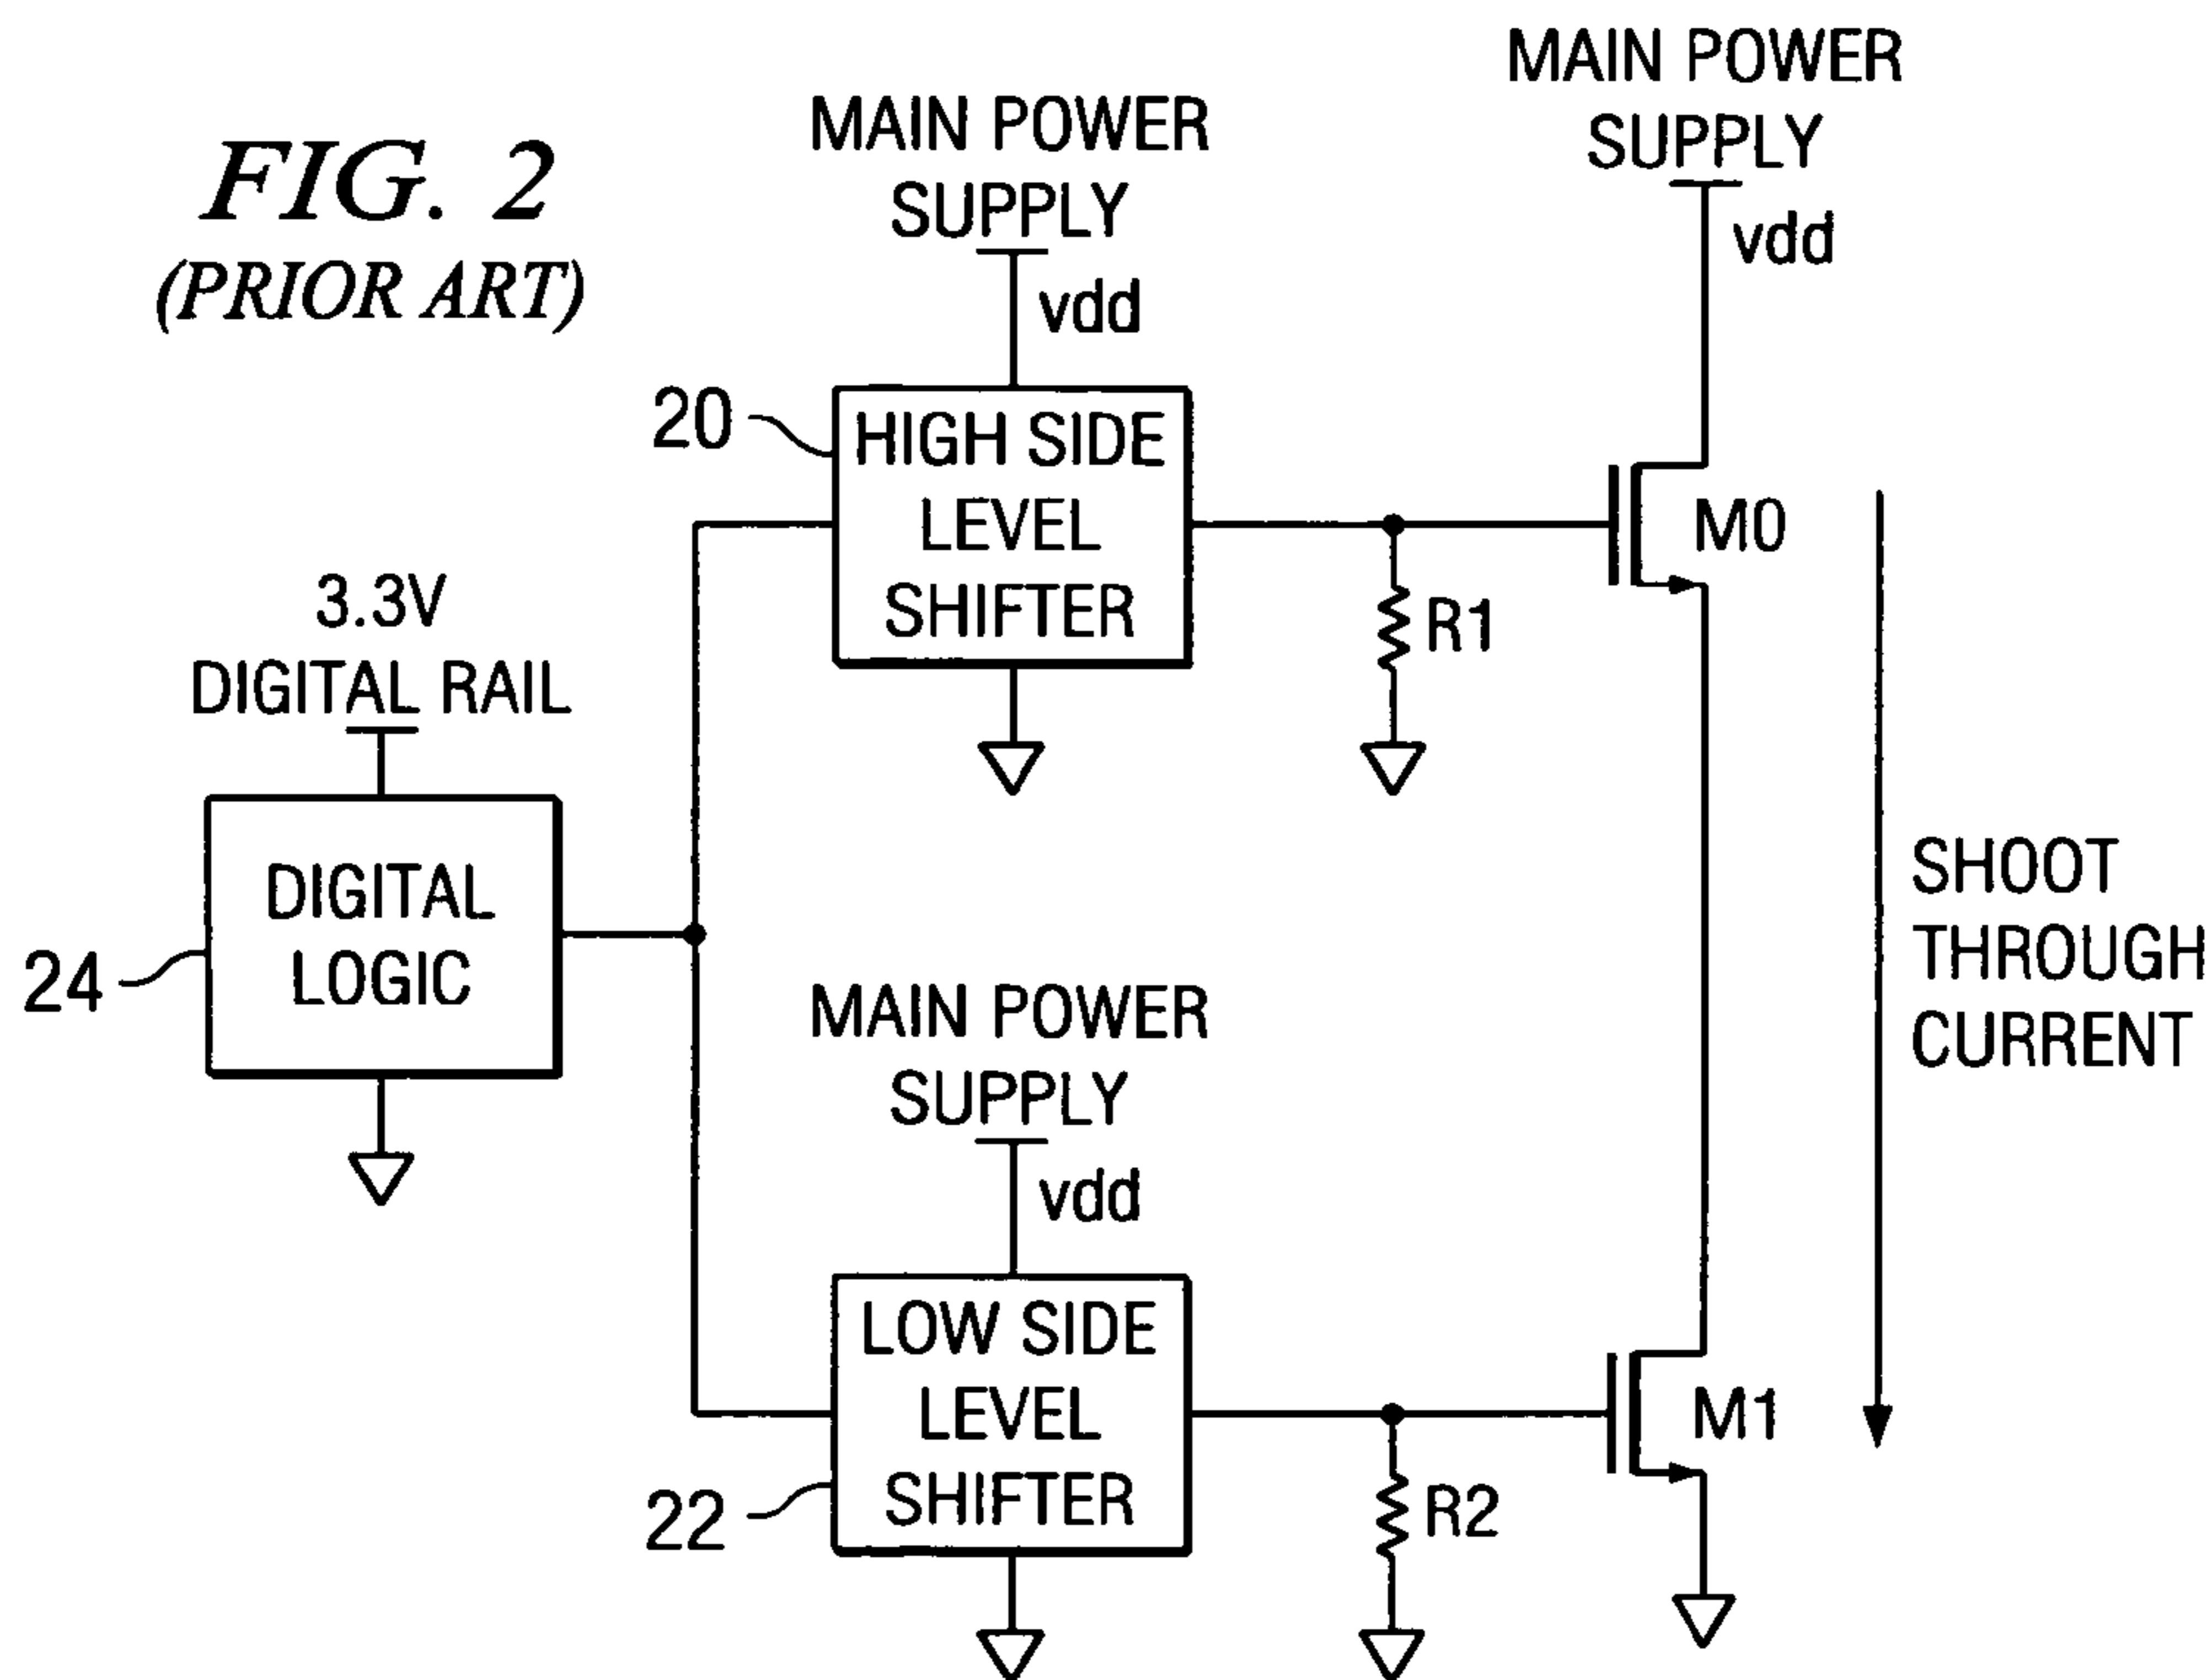 FIG. 2
(PRIOR ART)
MAIN POWER
SUPPLY
vdd
MAIN POWER
SUPPLY
vdd
20
HIGH SIDE
LEVEL
SHIFTER
R1
M0
3.3V
DIGITAL RAIL
DIGITAL
LOGIC
24
SHOOT
THROUGH
CURRENT
MAIN POWER
SUPPLY
vdd
LOW SIDE
LEVEL
SHIFTER
22
R2
M1